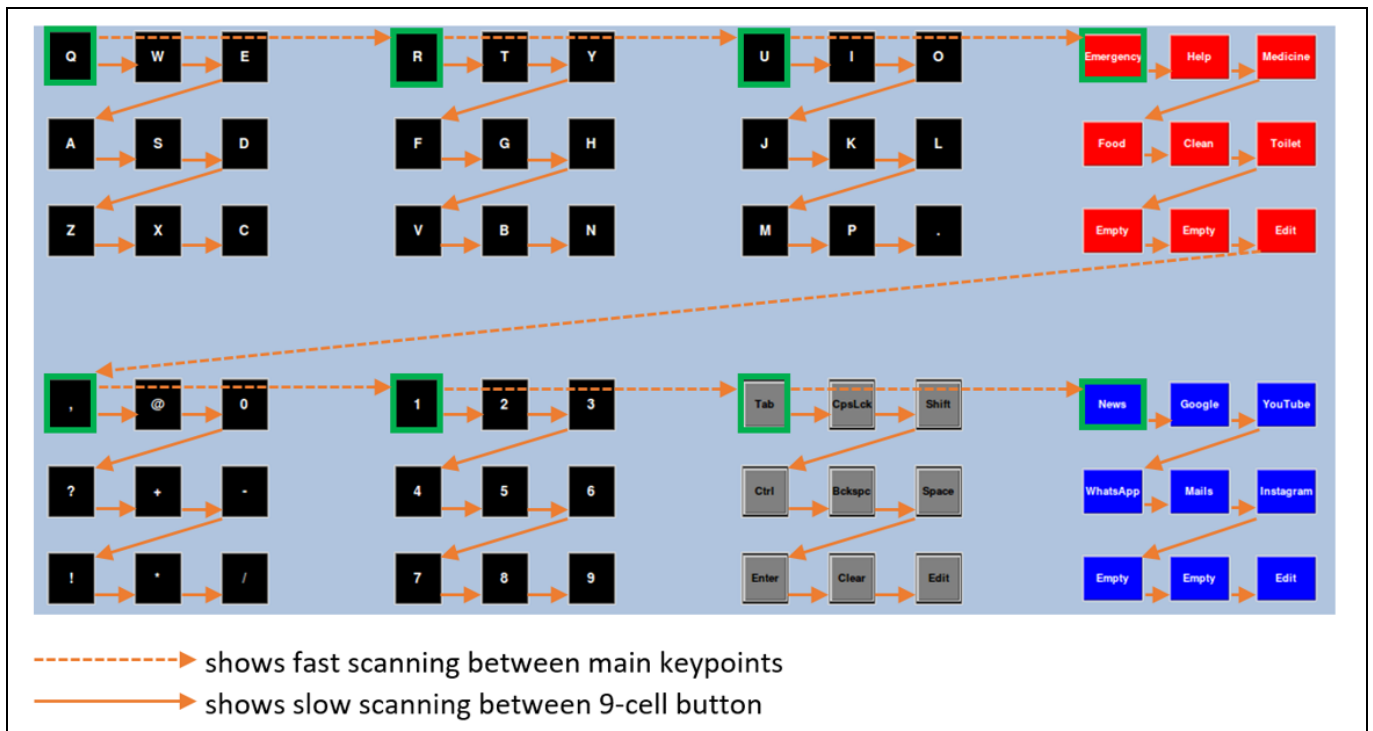 Q W E R T Y U I O Emergency Help Medicine
A S D F G H J K L Food Clean Toilet
Z X C V B N M P . Empty Empty Edit
, @ 0 1 2 3 Tab CpsLck Shift News Google YouTube
? + - 4 5 6 Ctrl Bckspc Space WhatsApp Mails Instagram
! * / 7 8 9 Enter Clear Edit Empty Empty Edit
shows fast scanning between main keypoints
shows slow scanning between 9-cell button